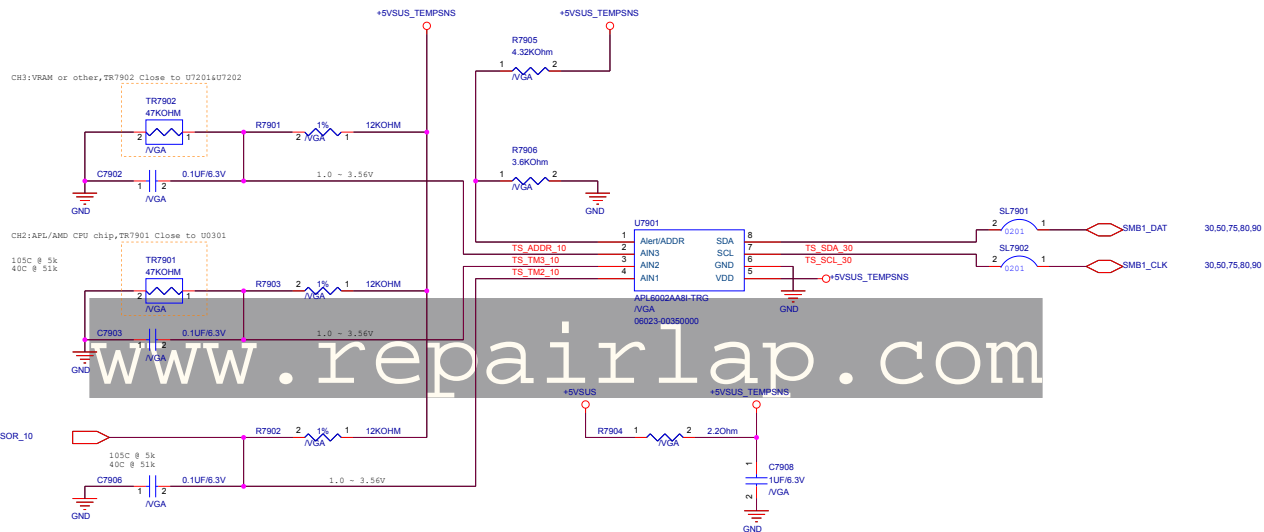 +5VSUS_TEMPSNS
+5VSUS_TEMPSNS
R7905
4.32KOhm
1 2
/VGA
CH3:VRAM or other,TR7902 Close to U7201&U7202
TR7902
47KOHM
2 1
/VGA
R7901
1%
12KOHM
2 /VGA 1
C7902
0.1UF/6.3V
1 2
/VGA
GND
1.0 ~ 3.56V
R7906
3.6KOhm
1 2
/VGA
GND
CH2:APL/AMD CPU chip,TR7901 Close to U0301
105C @ 5k
40C @ 51k
TR7901
47KOHM
2 1
/VGA
R7903
2 1% 1
12KOHM
/VGA
C7903
0.1UF/6.3V
1 2
/VGA
GND
1.0 ~ 3.56V
U7901
1 Alert/ADDR SDA 8
TS_ADDR_10 2 AIN3 SCL 7 TS_SDA_30
TS_TM3_10 3 AIN2 GND 6 TS_SCL_30
TS_TM2_10 4 AIN1 VDD 5 +5VSUS_TEMPSNS
APL6002AA8I-TRG
/VGA
06023-00350000
GND
SL7901
2 1
0201
SMB1_DAT 30,50,75,80,90
SL7902
2 1
0201
SMB1_CLK 30,50,75,80,90
www.repairlap.com
+5VSUS
+5VSUS_TEMPSNS
R7904 1 2 2.2Ohm
/VGA
1
C7908
1UF/6.3V
/VGA
2
GND
SOR_10
R7902 2 1% 1 12KOHM
/VGA
105C @ 5k
40C @ 51k
C7906
0.1UF/6.3V
1 2
/VGA
GND
1.0 ~ 3.56V